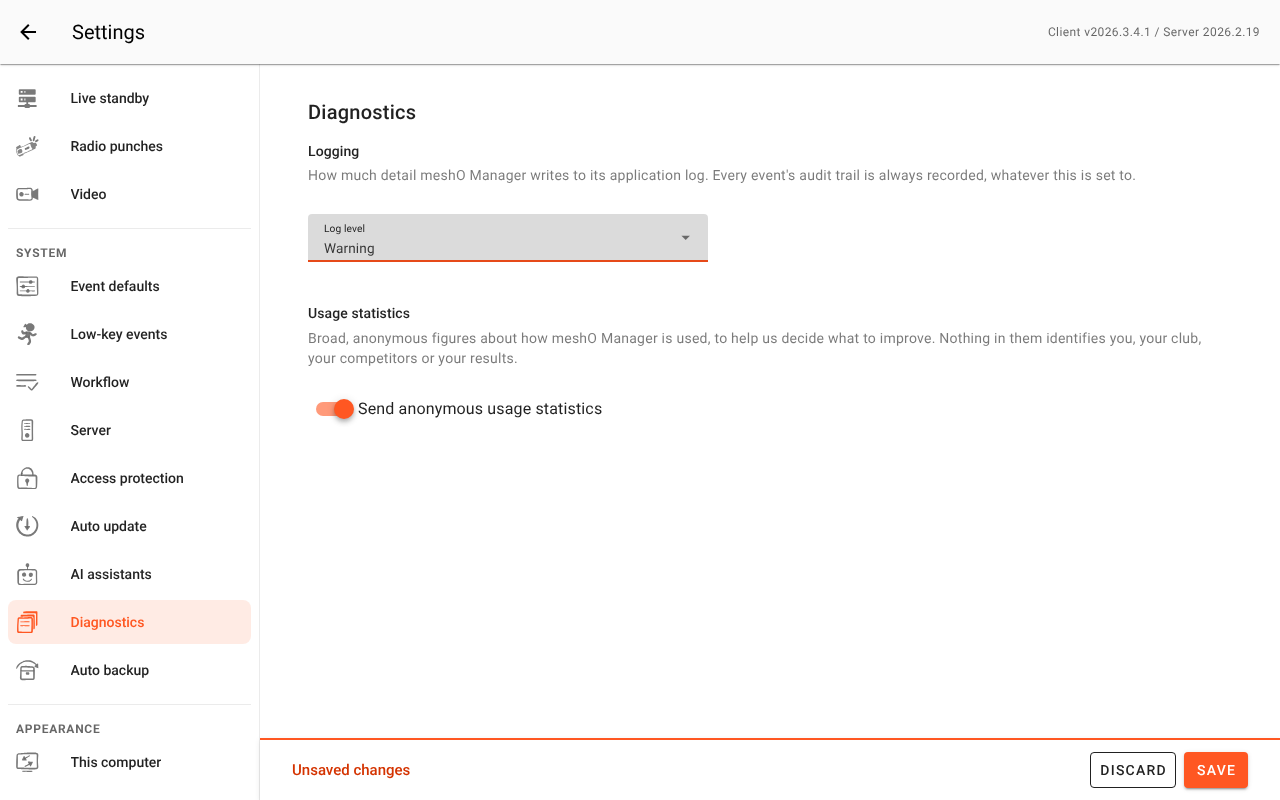 Settings
Client v2026.3.4.1 / Server 2026.2.19
Live standby
Radio punches
Video
SYSTEM
Event defaults
Low-key events
Workflow
Server
Access protection
Auto update
AI assistants
Diagnostics
Auto backup
APPEARANCE
This computer
Diagnostics
Logging
How much detail meshO Manager writes to its application log. Every event's audit trail is always recorded, whatever this is set to.
Log level
Warning
Usage statistics
Broad, anonymous figures about how meshO Manager is used, to help us decide what to improve. Nothing in them identifies you, your club,
your competitors or your results.
Send anonymous usage statistics
Unsaved changes
DISCARD
SAVE